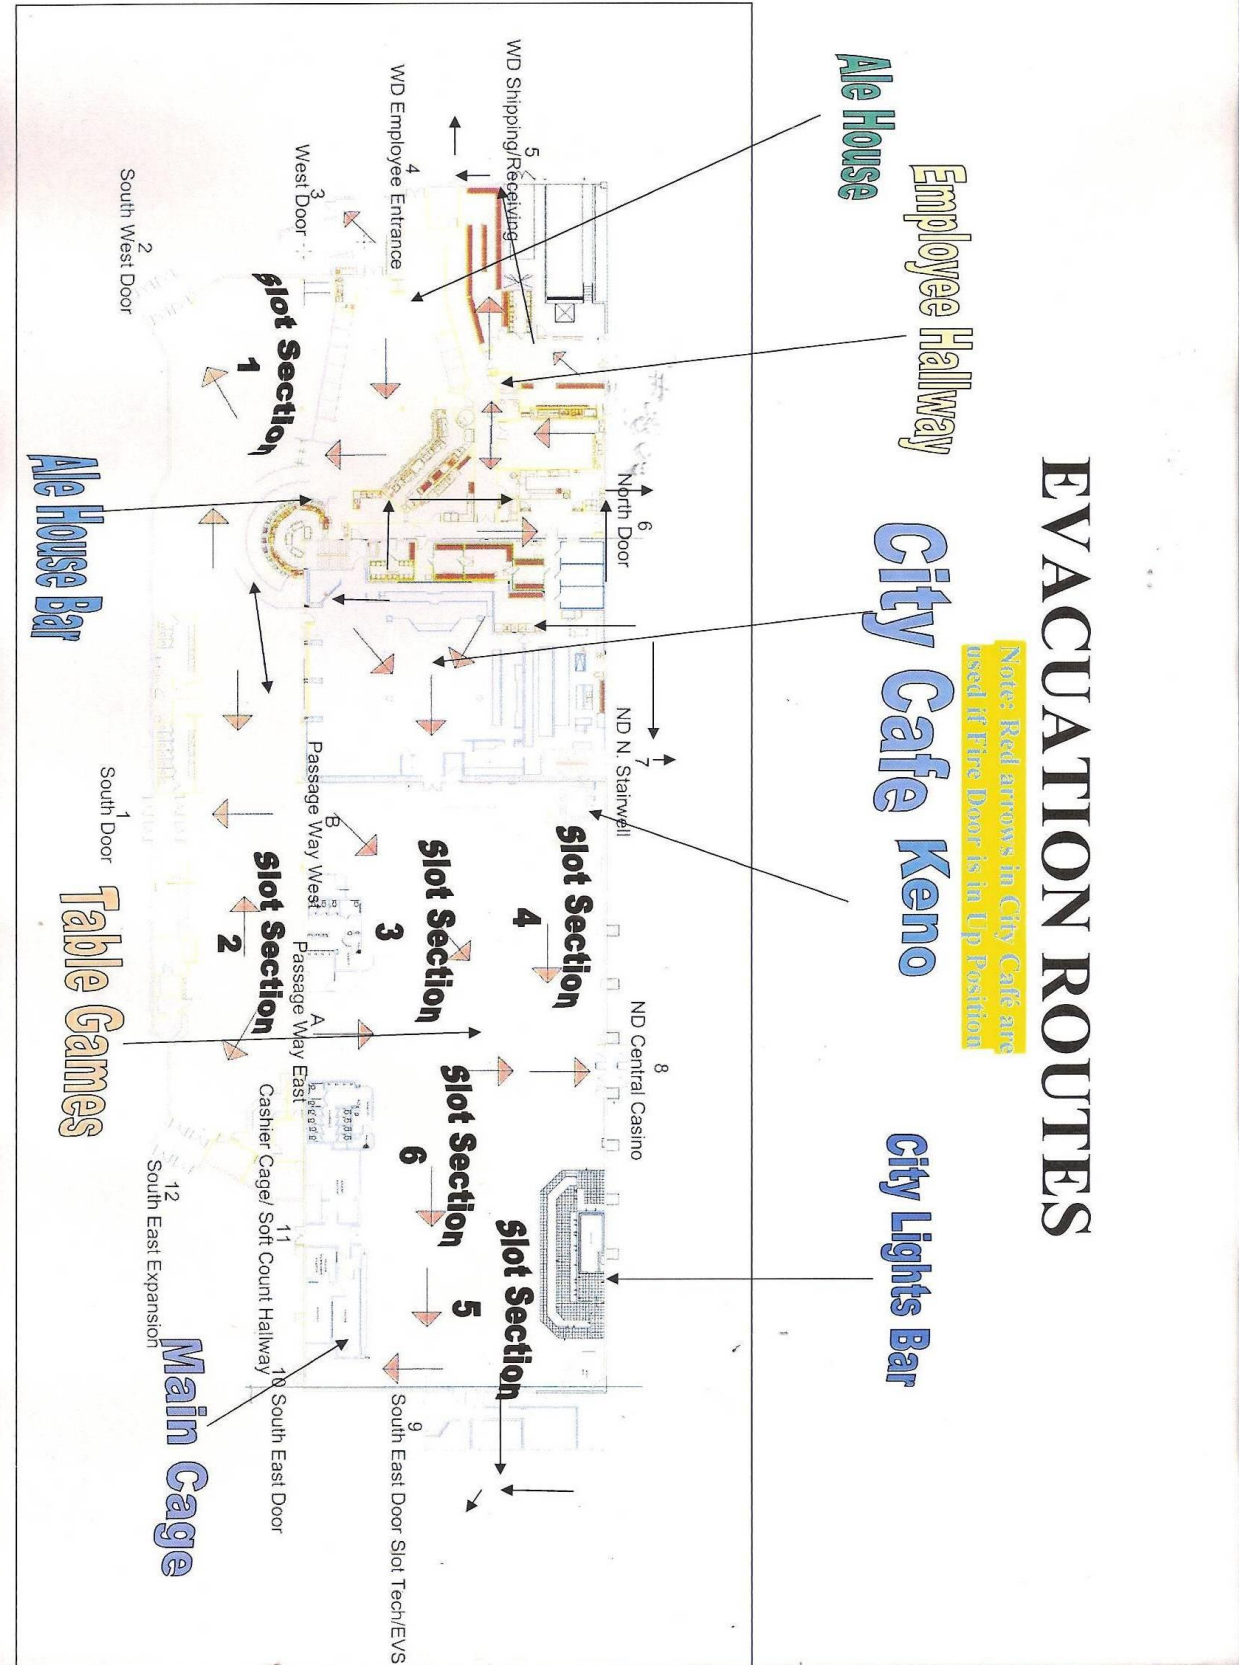 EVACUATION ROUTES
Note: Red arrows in City Café are
used if Fire Door is in Up Position
Ale House
Employee Hallway
City Cafe
Keno
City Lights Bar
5
WD Shipping/Receiving
4
WD Employee Entrance
3
West Door
2
South West Door
6
North Door
7
ND N. Stairwell
8
ND Central Casino
Slot Section
1
Slot Section
2
Slot Section
3
Slot Section
4
Slot Section
5
Slot Section
6
B
Passage Way West
A
Passage Way East
1
South Door
9
South East Door Slot Tech/EVS
10 South East Door
11
Cashier Cage/ Soft Count Hallway
12
South East Expansion
Ale House Bar
Table Games
Main Cage